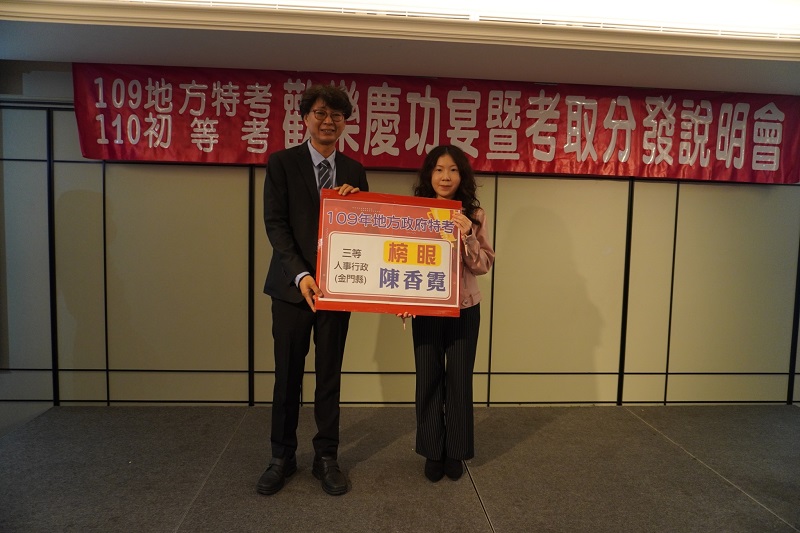 109地方特考
110初等考
歡樂慶功宴暨考取分發說明會
109年地方政府特考
三等
人事行政
(金門縣)
榜眼
陳香霓